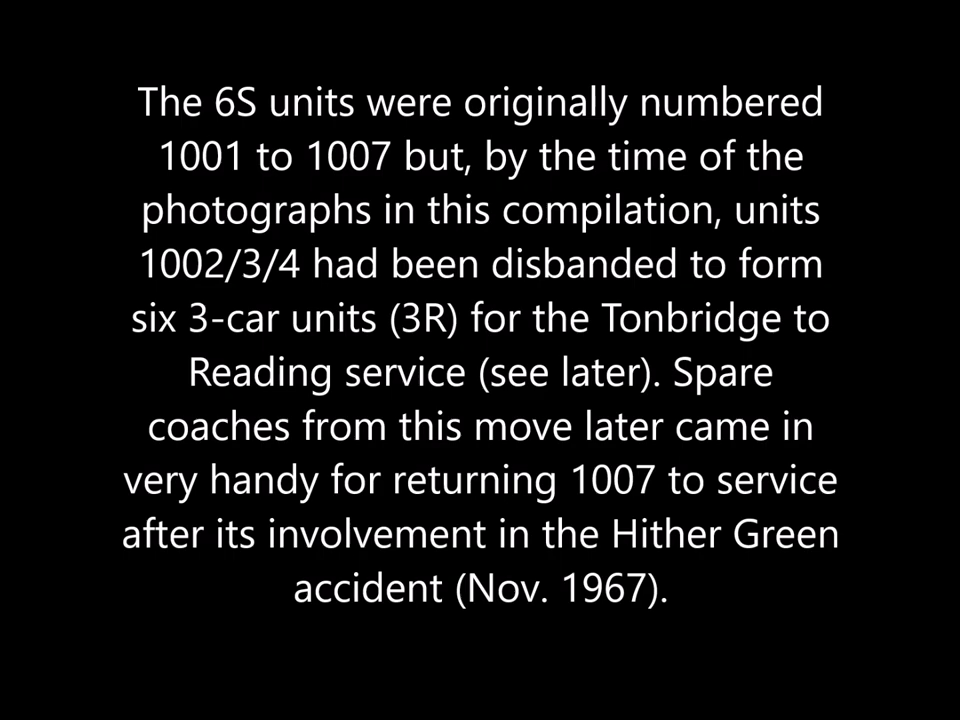 The 6S units were originally numbered
1001 to 1007 but, by the time of the
photographs in this compilation, units
1002/3/4 had been disbanded to form
six 3-car units (3R) for the Tonbridge to
Reading service (see later). Spare
coaches from this move later came in
very handy for returning 1007 to service
after its involvement in the Hither Green
accident (Nov. 1967).